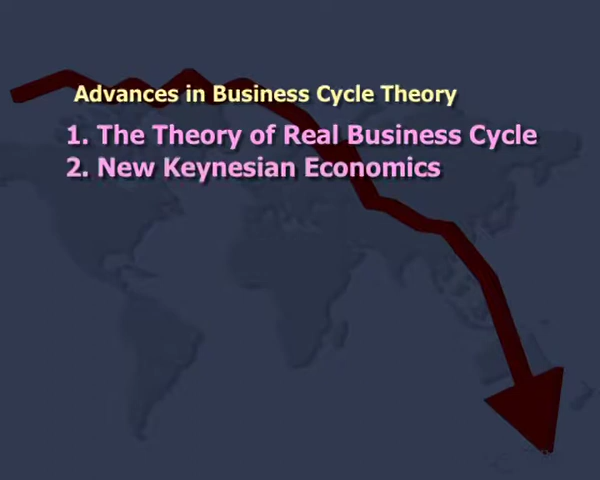 Advances in Business Cycle Theory
1. The Theory of Real Business Cycle
2. New Keynesian Economics